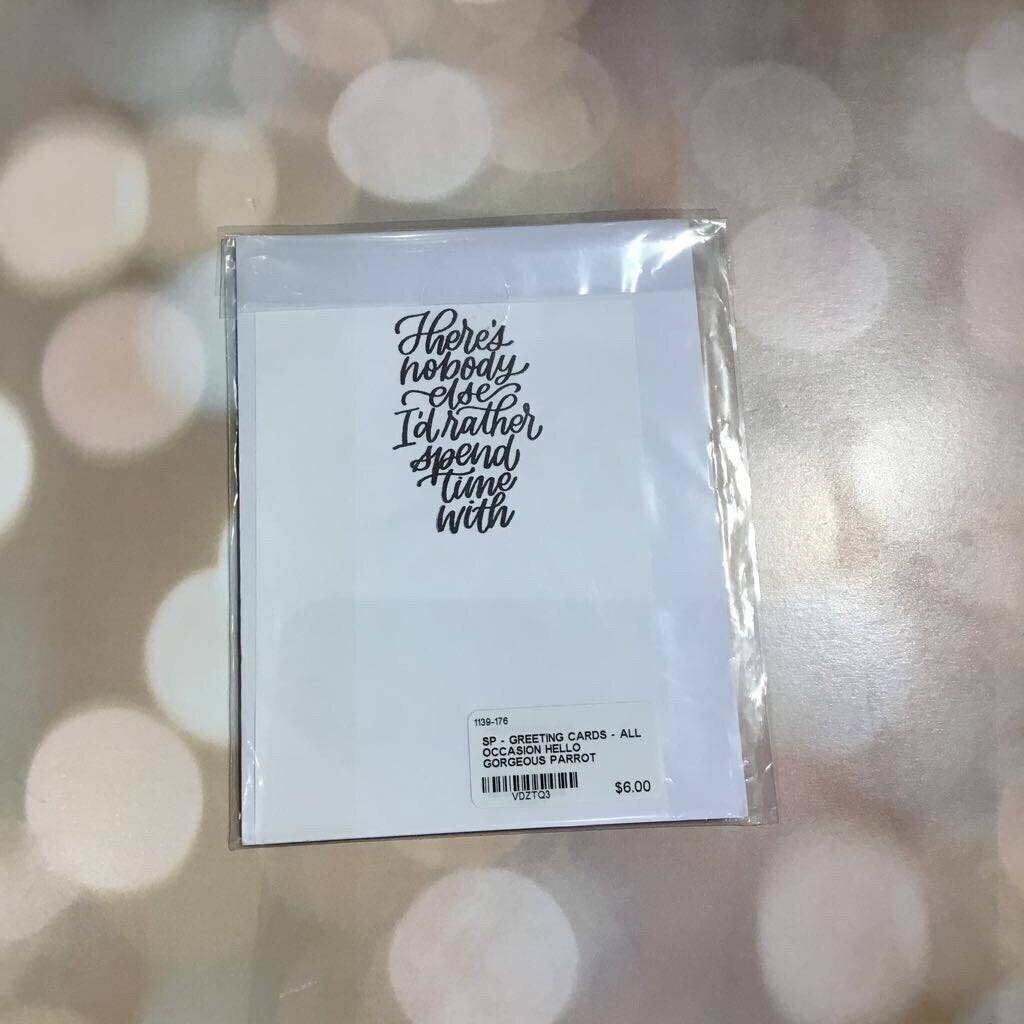 There's
nobody
else
I'd rather
spend
time
with
1139-176
SP - GREETING CARDS - ALL
OCCASION HELLO
GORGEOUS PARROT
VDZTQ3
$6.00